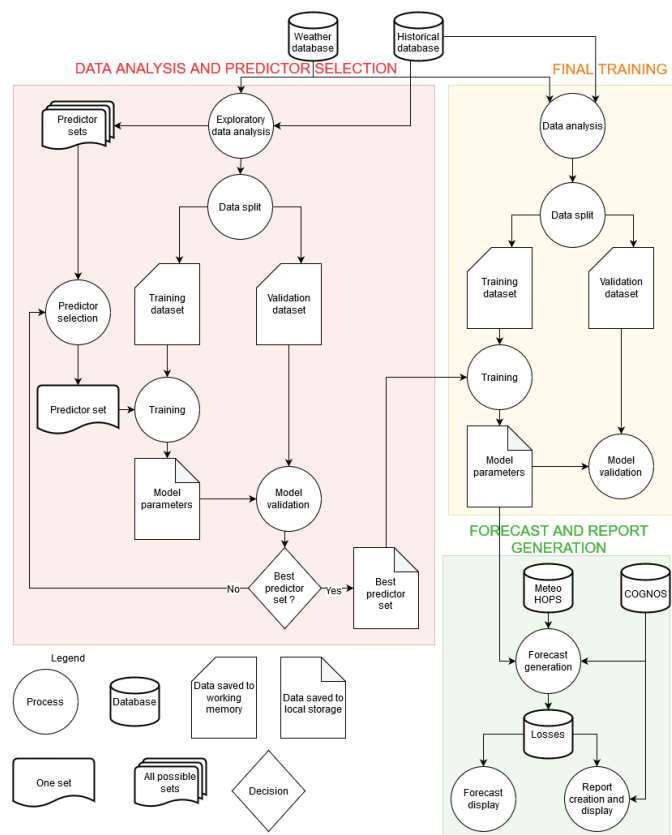 Weather
database
Historical
database
DATA ANALYSIS AND PREDICTOR SELECTION
FINAL TRAINING
Predictor
sets
Exploratory
data analysis
Data split
Training
dataset
Validation
dataset
Predictor
selection
Predictor set
Training
Model
parameters
Model
validation
Best
predictor
set ?
No
Yes
Best
predictor
set
Data analysis
Data split
Training
dataset
Validation
dataset
Training
Model
parameters
Model
validation
FORECAST AND REPORT
GENERATION
Meteo
HOPS
COGNOS
Forecast
generation
Losses
Forecast
display
Report
creation and
display
Legend
Process
Database
Data saved to
working
memory
Data saved to
local storage
One set
All possible
sets
Decision